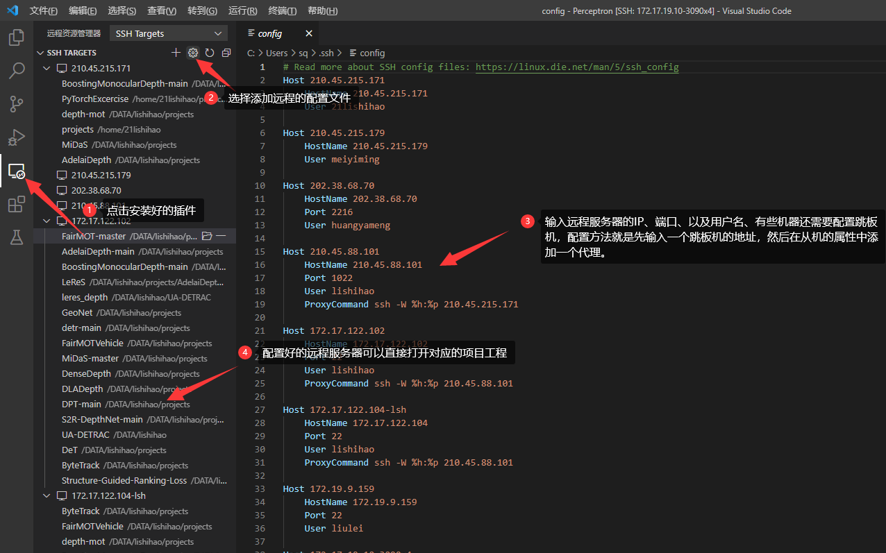 文件(F) 编辑(E) 选择(S) 查看(V) 转到(G) 运行(R) 终端(T) 帮助(H) config - Perceptron [SSH: 172.17.19.10-3090x4] - Visual Studio Code
远程资源管理器 SSH Targets
SSH TARGETS
210.45.215.171
BoostingMonocularDepth-main /DATA/l...
PyTorchExcercise /home/21lishihao/p...
depth-mot /DATA/lishihao/projects
projects /home/21lishihao
MiDaS /DATA/lishihao/projects
AdelaiDepth /DATA/lishihao/projects
210.45.215.179
202.38.68.70
172.17.122.102
FairMOT-master /DATA/lishihao/p...
AdelaiDepth-main /DATA/lishihao/projects
BoostingMonocularDepth-main /DATA/l...
LeReS /DATA/lishihao/projects/AdelaiDept...
leres_depth /DATA/lishihao/UA-DETRAC
GeoNet /DATA/lishihao/projects
detr-main /DATA/lishihao/projects
FairMOTVehicle /DATA/lishihao/projects
MiDaS-master /DATA/lishihao/projects
DenseDepth /DATA/lishihao/projects
DLADepth /DATA/lishihao/projects
DPT-main /DATA/lishihao/projects
S2R-DepthNet-main /DATA/lishihao/proj...
UA-DETRAC /DATA/lishihao
DeT /DATA/lishihao/projects
ByteTrack /DATA/lishihao/projects
Structure-Guided-Ranking-Loss /DATA/l...
172.17.122.104-lsh
ByteTrack /DATA/lishihao/projects
FairMOTVehicle /DATA/lishihao/projects
depth-mot /DATA/lishihao/projects
1 点击安装好的插件
2 选择添加远程的配置文件
3 输入远程服务器的IP、端口、以及用户名、有些机器还需要配置跳板
机，配置方法就是先输入一个跳板机的地址，然后在从机的属性中添
加一个代理。
4 配置好的远程服务器可以直接打开对应的项目工程
config
C: > Users > sq > .ssh > config
1 # Read more about SSH config files: https://linux.die.net/man/5/ssh_config
2 Host 210.45.215.171
3 HostName 210.45.215.171
4 User 21lishihao
5
6 Host 210.45.215.179
7 HostName 210.45.215.179
8 User meiyiming
9
10 Host 202.38.68.70
11 HostName 202.38.68.70
12 Port 2216
13 User huangyameng
14
15 Host 210.45.88.101
16 HostName 210.45.88.101
17 Port 1022
18 User lishihao
19 ProxyCommand ssh -W %h:%p 210.45.215.171
20
21 Host 172.17.122.102
22 HostName 172.17.122.102
23
24 User lishihao
25 ProxyCommand ssh -W %h:%p 210.45.88.101
26
27 Host 172.17.122.104-lsh
28 HostName 172.17.122.104
29 Port 22
30 User lishihao
31 ProxyCommand ssh -W %h:%p 210.45.88.101
32
33 Host 172.19.9.159
34 HostName 172.19.9.159
35 Port 22
36 User liulei
37